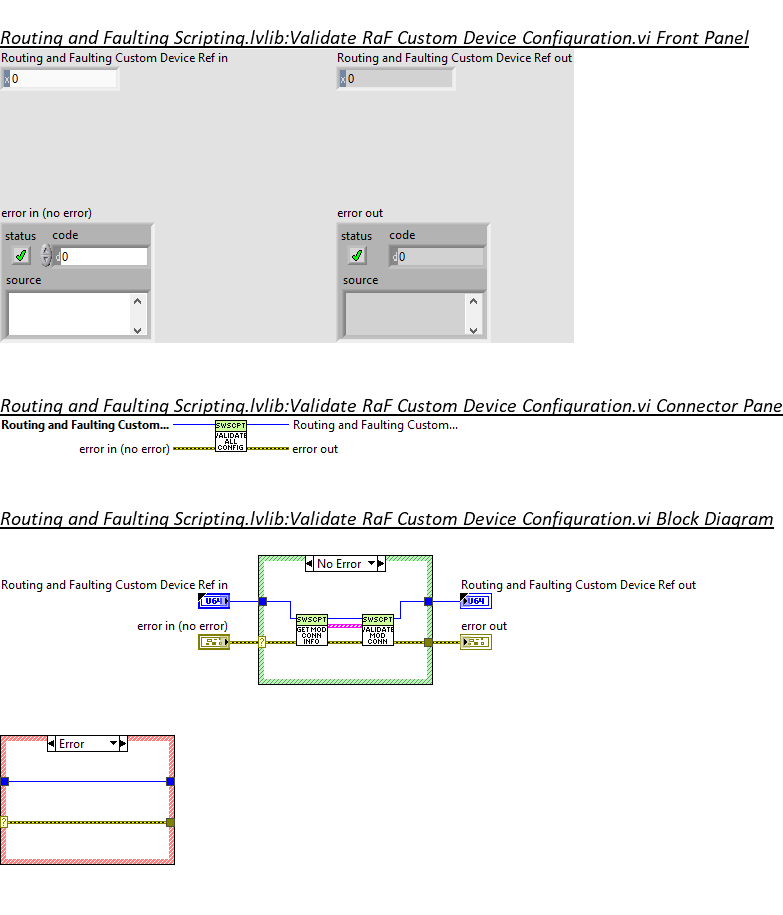 Routing and Faulting Scripting.lvlib:Validate RaF Custom Device Configuration.vi Front Panel
Routing and Faulting Custom Device Ref in
Routing and Faulting Custom Device Ref out
x 0
x 0
error in (no error)
error out
status code
status code
d 0
d 0
source
source
Routing and Faulting Scripting.lvlib:Validate RaF Custom Device Configuration.vi Connector Pane
Routing and Faulting Custom...
SWSCPT
VALIDATE
ALL
CONFIG
Routing and Faulting Custom...
error in (no error)
error out
Routing and Faulting Scripting.lvlib:Validate RaF Custom Device Configuration.vi Block Diagram
No Error
Routing and Faulting Custom Device Ref in
Routing and Faulting Custom Device Ref out
U64
U64
error in (no error)
error out
SWSCPT
GET MOD
CONN
INFO
SWSCPT
VALIDATE
MOD
CONN
?
Error
?